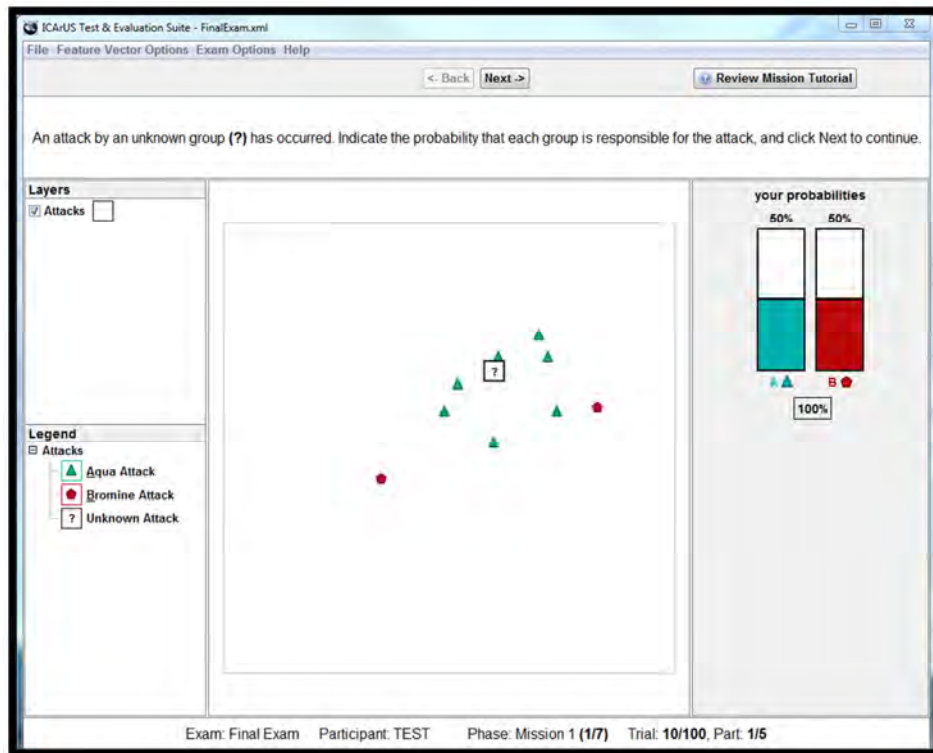 ICArUS Test & Evaluation Suite - FinalExam.xml
File Feature Vector Options Exam Options Help
<- Back Next -> Review Mission Tutorial
An attack by an unknown group (?) has occurred. Indicate the probability that each group is responsible for the attack, and click Next to continue.
Layers
Attacks
Legend
Attacks
Aqua Attack
Bromine Attack
? Unknown Attack
?
your probabilities
50% 50%
A B
100%
Exam: Final Exam Participant: TEST Phase: Mission 1 (1/7) Trial: 10/100, Part: 1/5